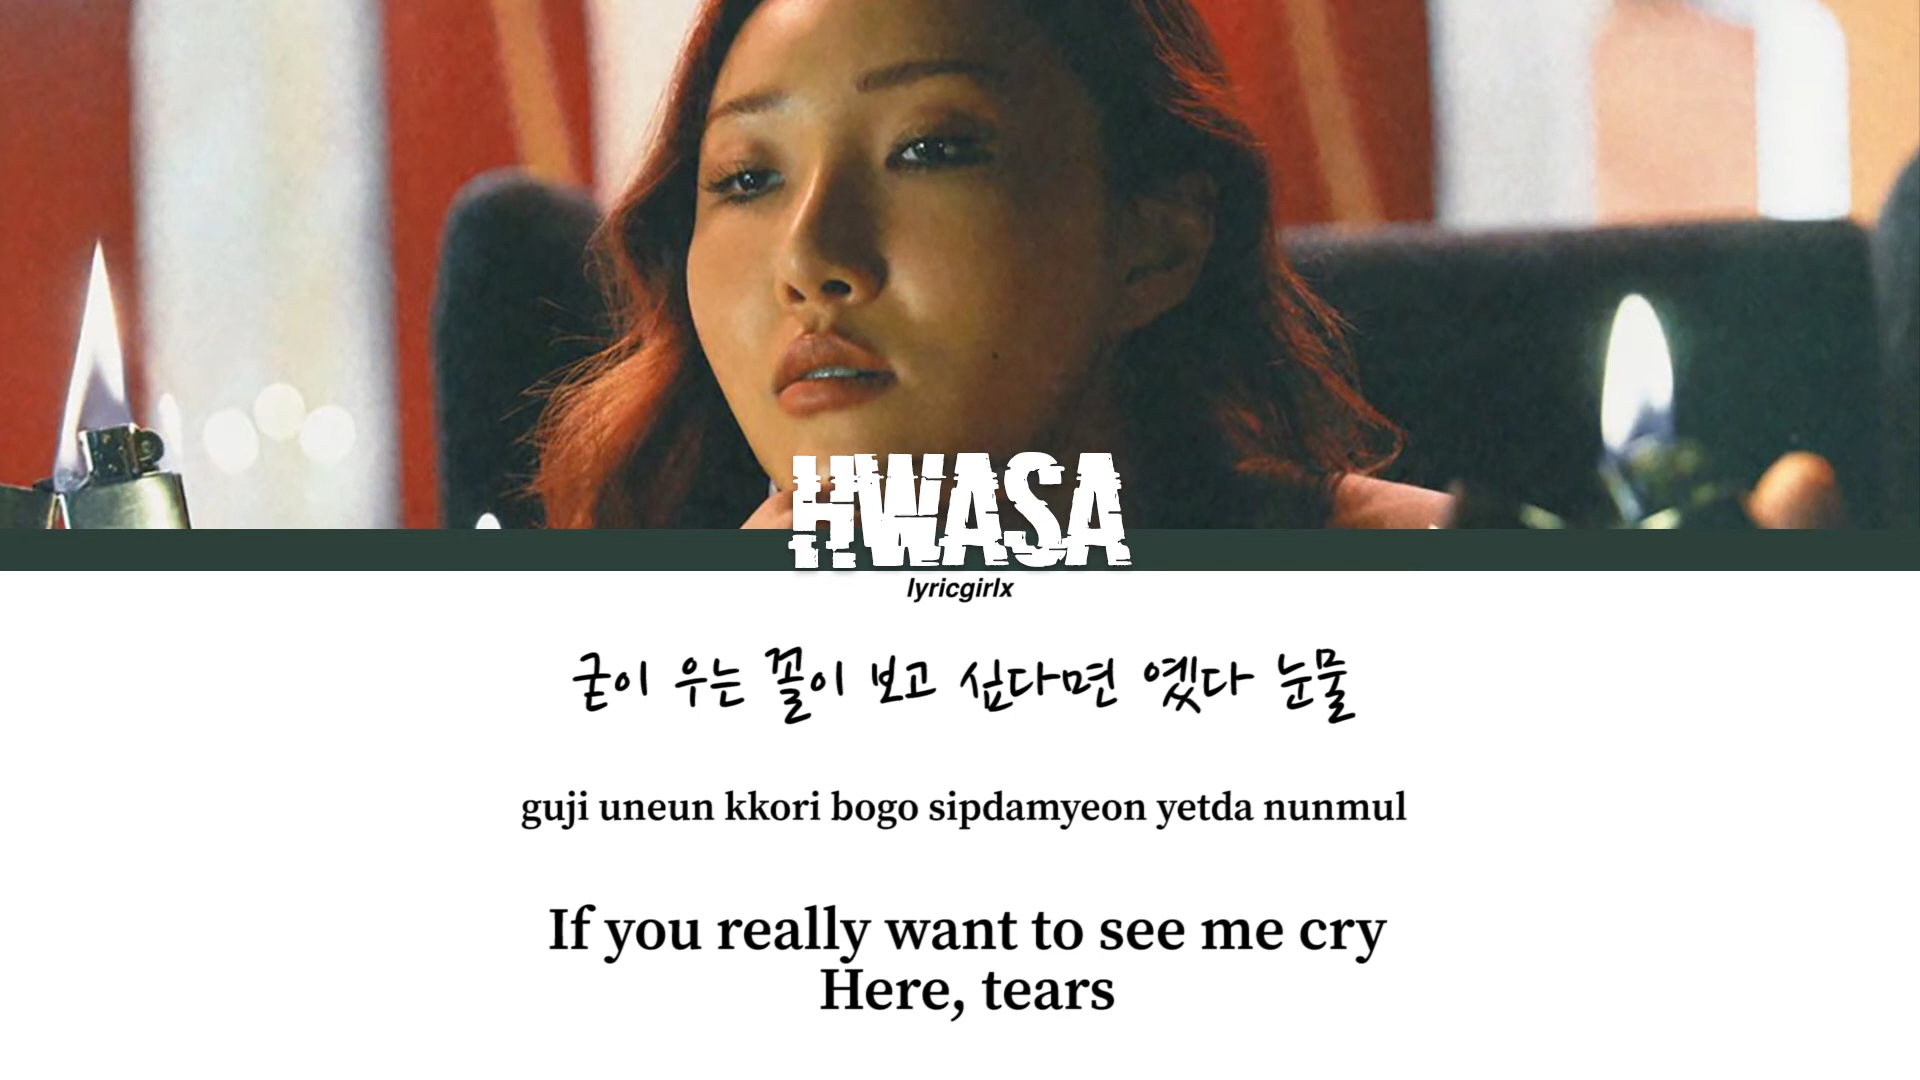 HWASA
lyricgirlx
굳이 우는 꼴이 보고 싶다면 옜다 눈물
guji uneun kkori bogo sipdamyeon yetda nunmul
If you really want to see me cry
Here, tears